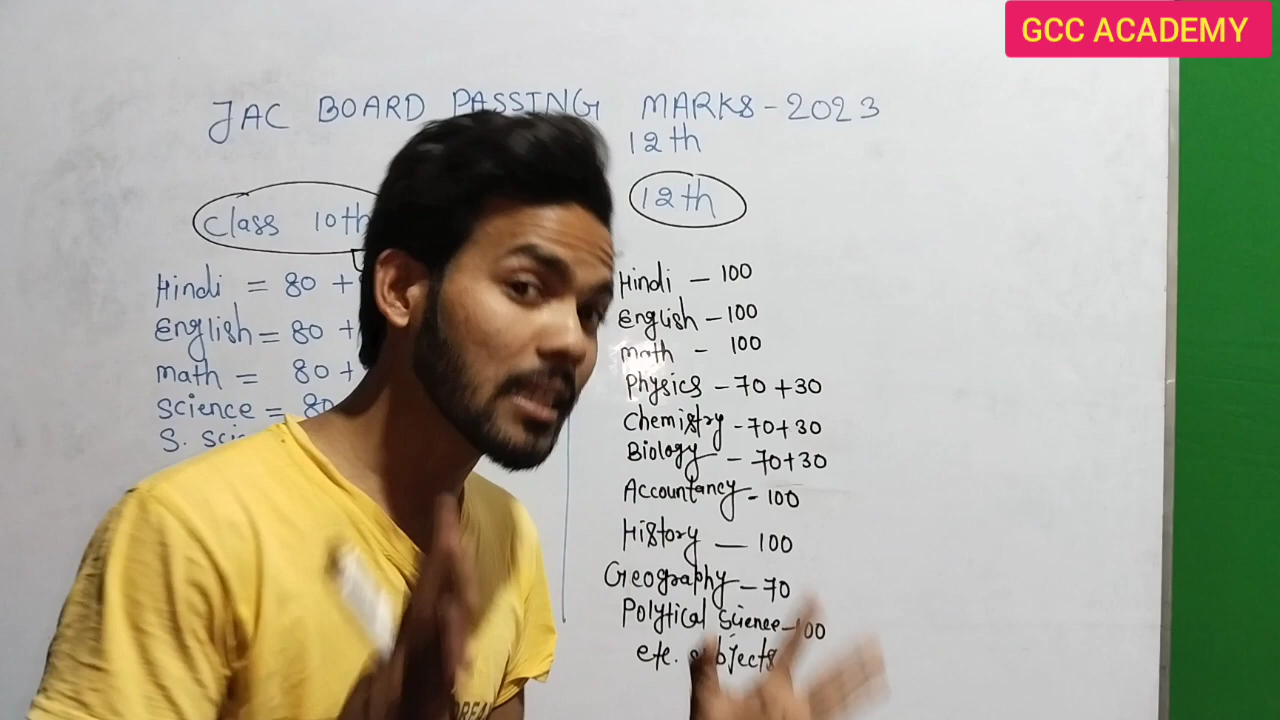 GCC ACADEMY
JAC BOARD PASSING MARKS - 2023
12th
Class 10th
Hindi = 80 +
English = 80 +
math = 80 +
Science = 80
S.
12th
Hindi - 100
English - 100
math - 100
Physics - 70 + 30
Chemistry - 70 + 30
Biology - 70 + 30
Accountancy - 100
History - 100
Geography - 70
Polytical Science - 100
etc. subjects